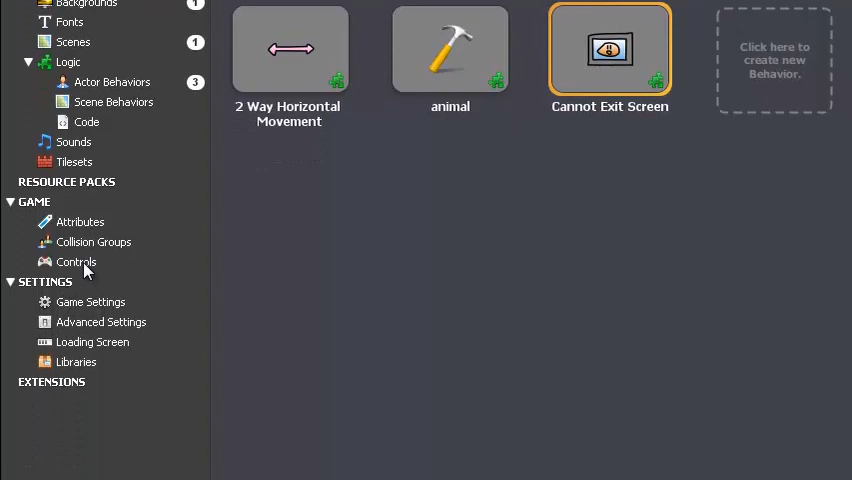 Backgrounds
1
Fonts
Scenes
1
Logic
Actor Behaviors
3
Scene Behaviors
Code
Sounds
Tilesets
RESOURCE PACKS
GAME
Attributes
Collision Groups
Controls
SETTINGS
Game Settings
Advanced Settings
Loading Screen
Libraries
EXTENSIONS
2 Way Horizontal
Movement
animal
Cannot Exit Screen
Click here to
create new
Behavior.